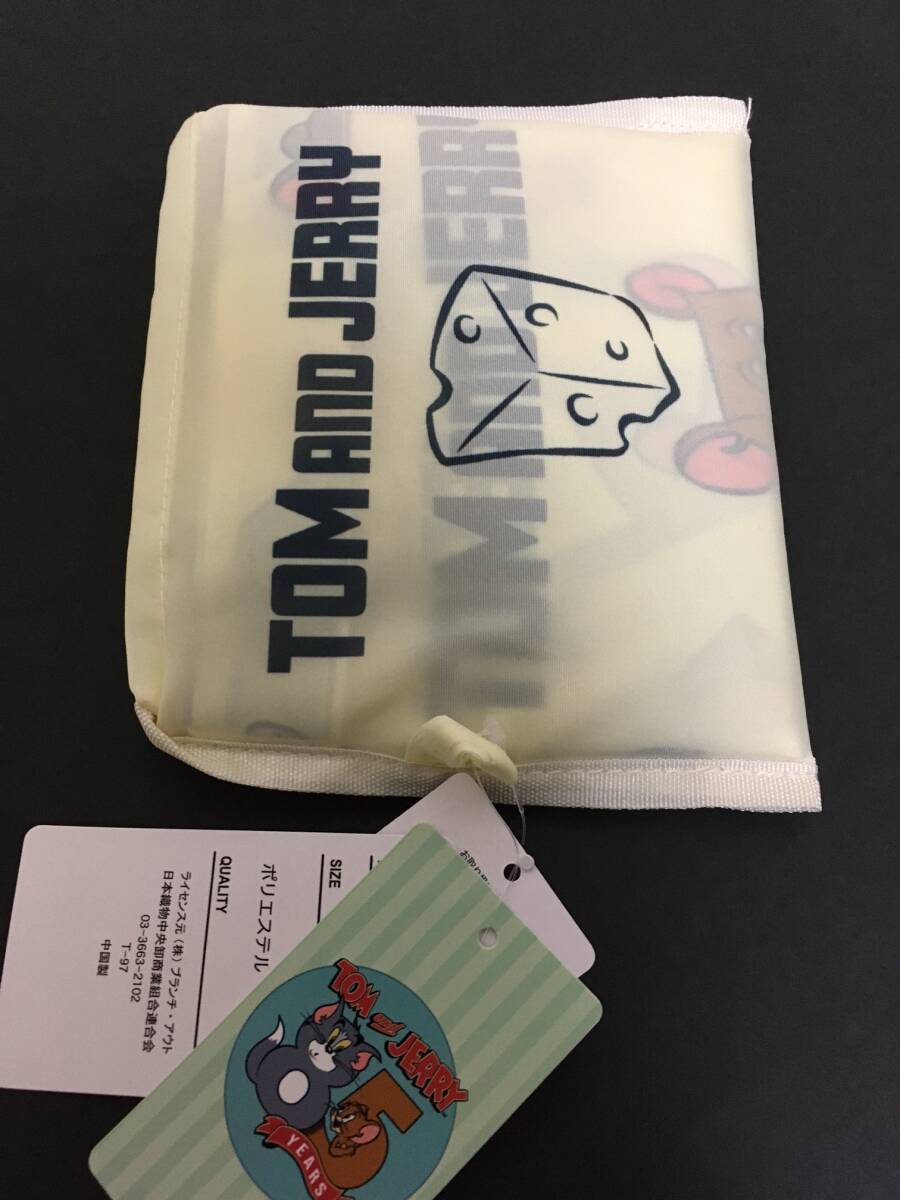 TOM AND JERRY
TOM AND JERRY
SIZE
ポリエステル
QUALITY
ライセンス元(株)ブランチ・アウト
日本織物中央卸商業組合連合会
03-3663-2102
T-97
中国製
TOM and JERRY
YEARS